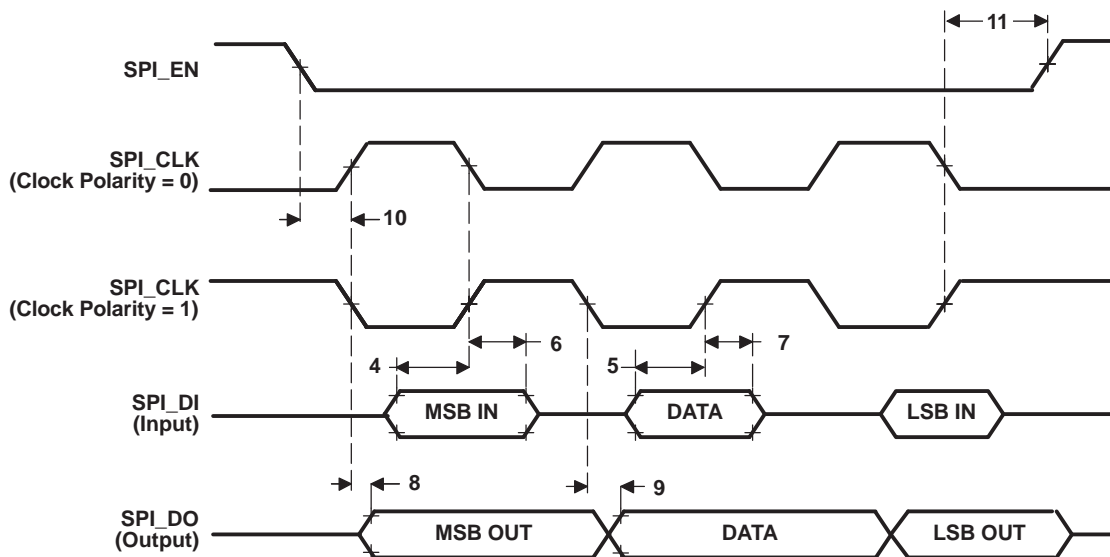 11
SPI_EN
SPI_CLK
(Clock Polarity = 0)
10
SPI_CLK
(Clock Polarity = 1)
6
7
4
5
SPI_DI
(Input)
MSB IN
DATA
LSB IN
8
9
SPI_DO
(Output)
MSB OUT
DATA
LSB OUT